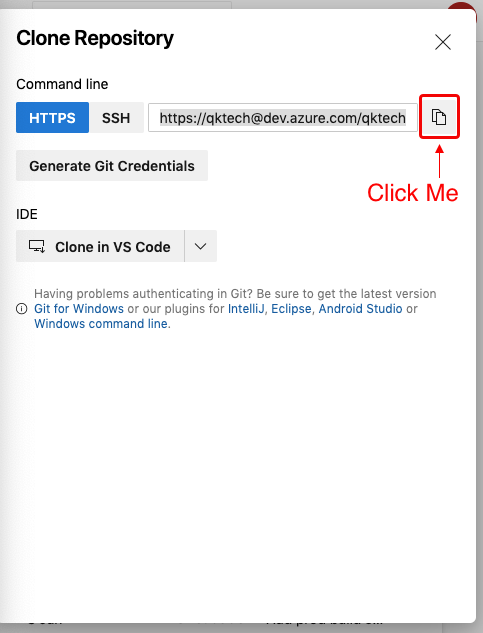 Clone Repository
Command line
HTTPS
SSH
https://qktech@dev.azure.com/qktech
Generate Git Credentials
Click Me
IDE
Clone in VS Code
Having problems authenticating in Git? Be sure to get the latest version
Git for Windows or our plugins for IntelliJ, Eclipse, Android Studio or
Windows command line.